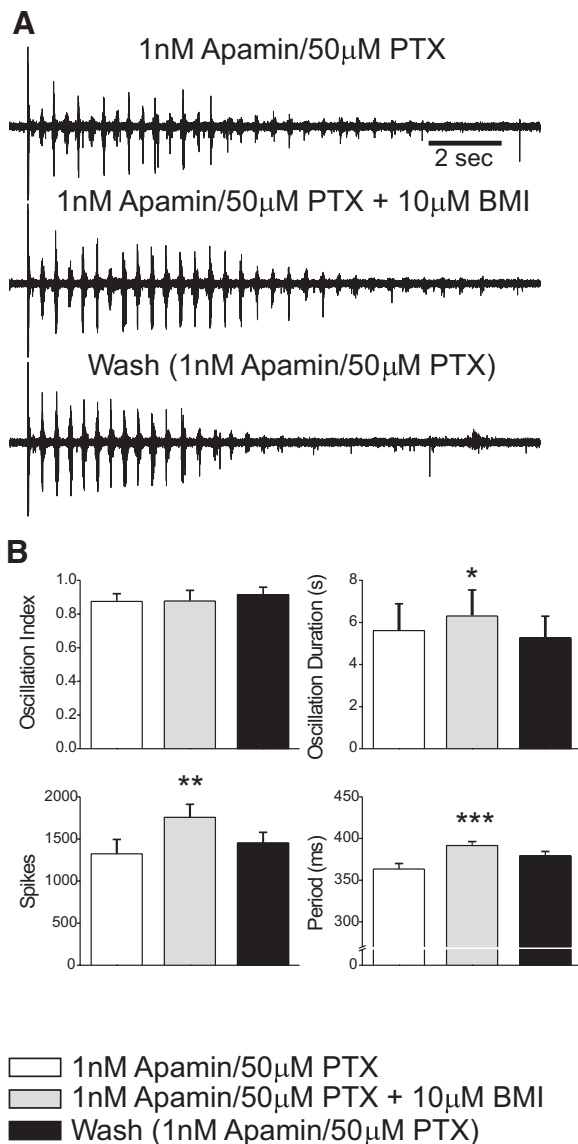 A
1nM Apamin/50μM PTX
2 sec
1nM Apamin/50μM PTX + 10μM BMI
Wash (1nM Apamin/50μM PTX)
B
Oscillation Index
1.0
0.8
0.6
0.4
0.2
0.0
Oscillation Duration (s)
8
6
4
2
0
*
Spikes
2000
1500
1000
500
0
**
Period (ms)
450
400
350
300
0
***
1nM Apamin/50μM PTX
1nM Apamin/50μM PTX + 10μM BMI
Wash (1nM Apamin/50μM PTX)